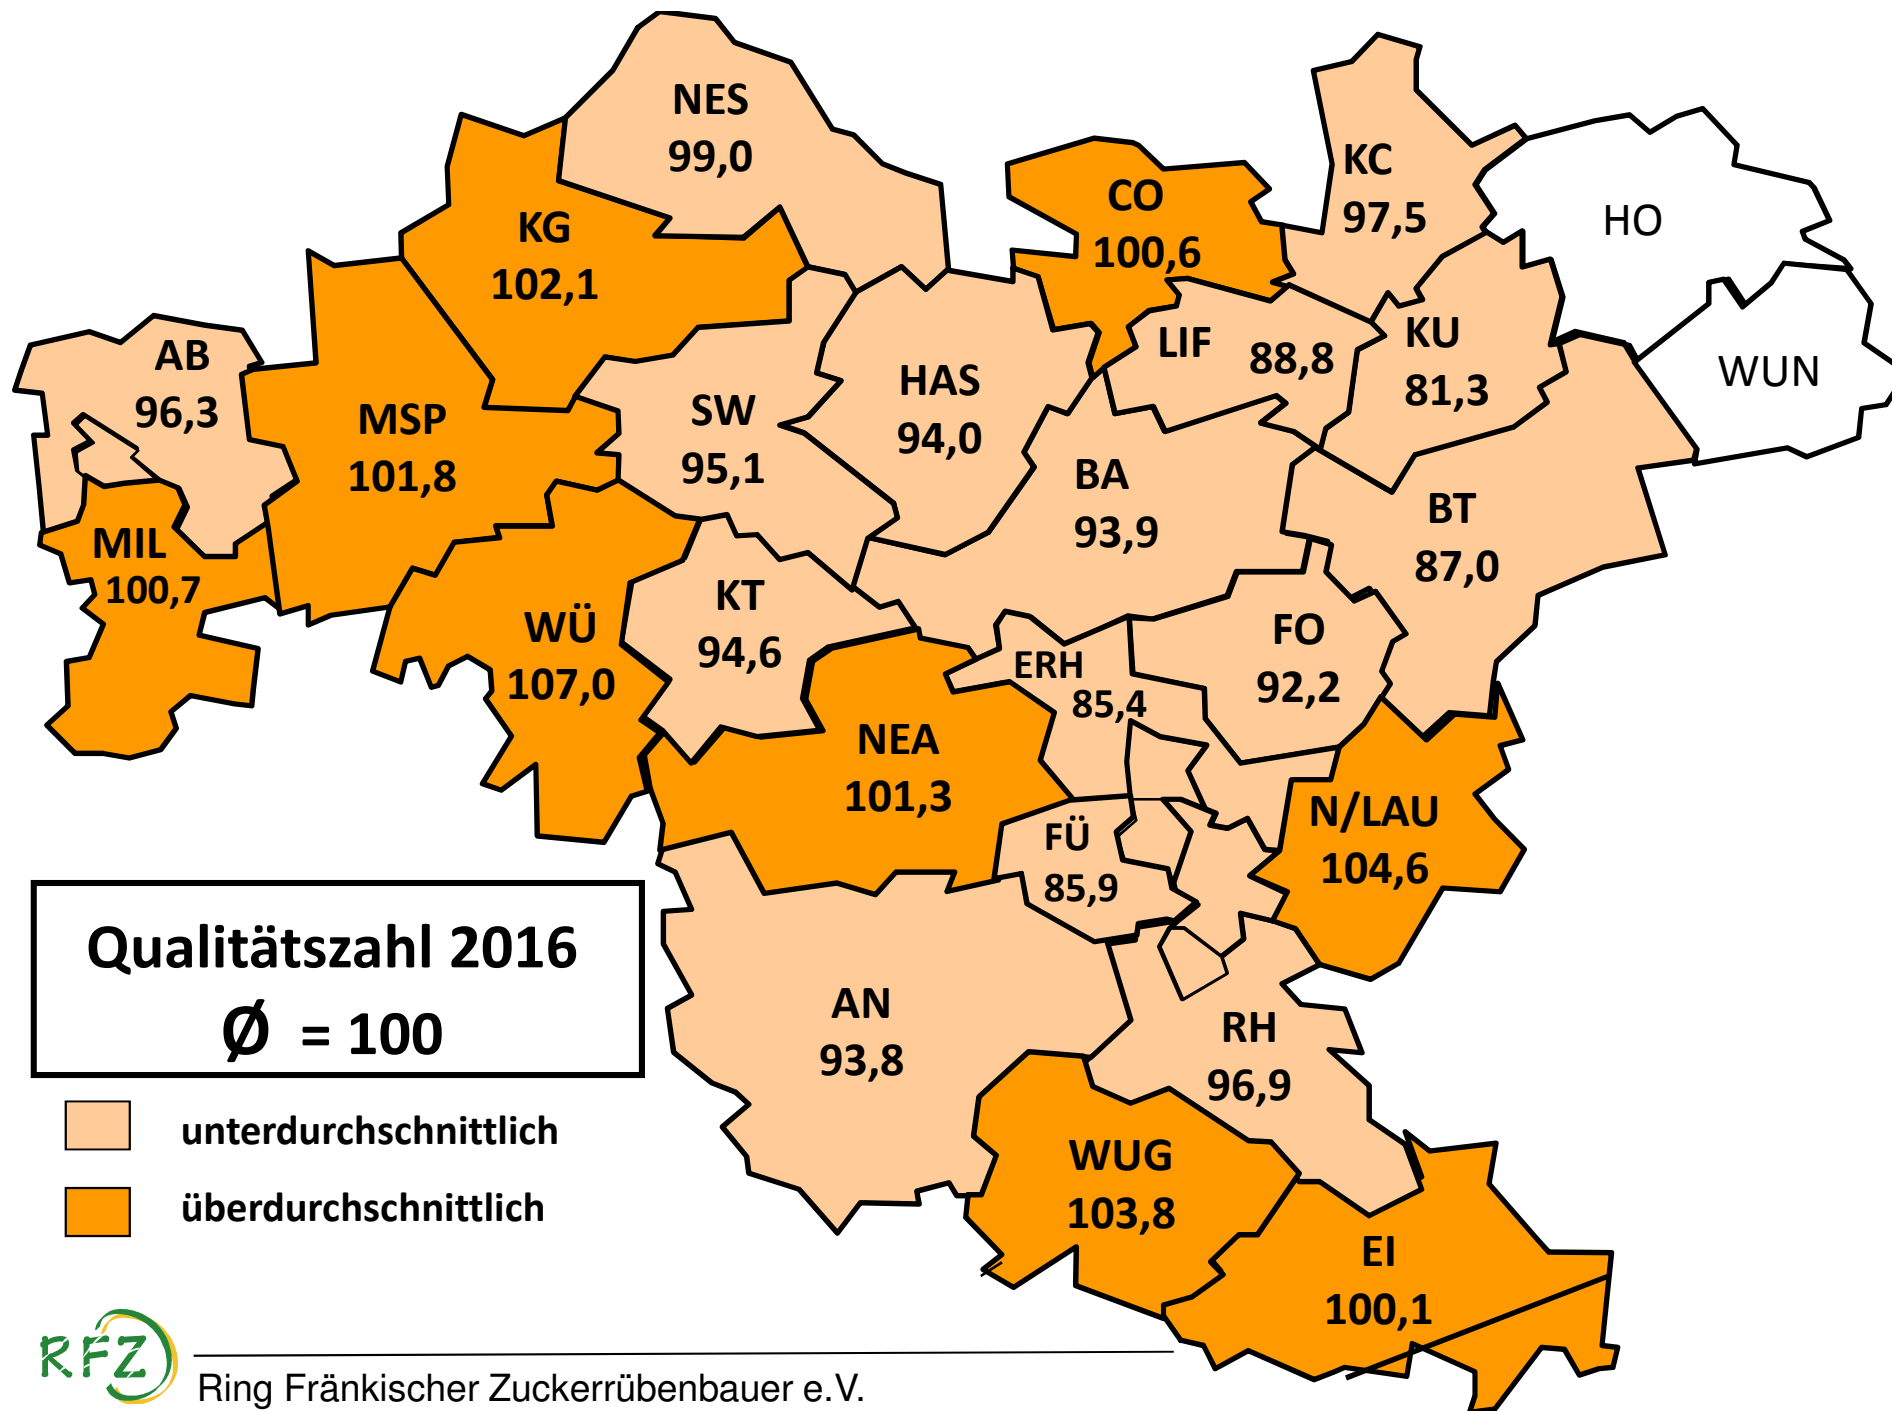 NES
99,0
KC
97,5
CO
100,6
HO
KG
102,1
AB
96,3
MSP
101,8
SW
95,1
HAS
94,0
LIF 88,8
KU
81,3
WUN
BA
93,9
BT
87,0
MIL
100,7
WÜ
107,0
KT
94,6
ERH
85,4
FO
92,2
NEA
101,3
FÜ
85,9
N/LAU
104,6
Qualitätszahl 2016
Ø = 100
AN
93,8
RH
96,9
unterdurchschnittlich
überdurchschnittlich
WUG
103,8
EI
100,1
RFZ
Ring Fränkischer Zuckerrübenbauer e.V.